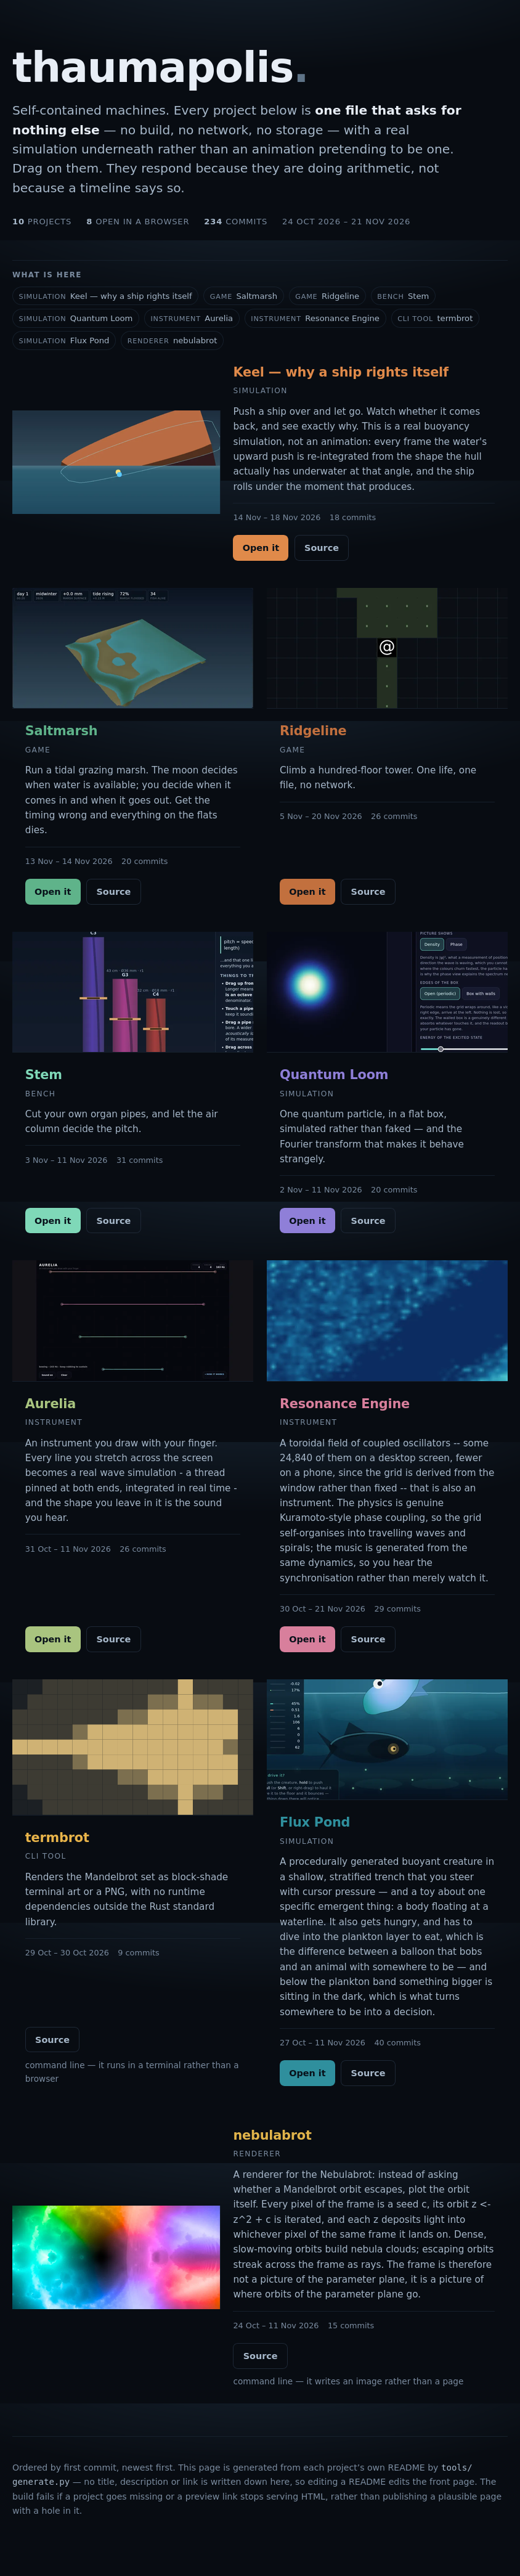 thaumapolis.
Self-contained machines. Every project below is one file that asks for
nothing else — no build, no network, no storage — with a real
simulation underneath rather than an animation pretending to be one.
Drag on them. They respond because they are doing arithmetic, not
because a timeline says so.
10 PROJECTS 8 OPEN IN A BROWSER 234 COMMITS 24 OCT 2026 – 21 NOV 2026
WHAT IS HERE
SIMULATION Keel — why a ship rights itself GAME Saltmarsh GAME Ridgeline BENCH Stem
SIMULATION Quantum Loom INSTRUMENT Aurelia INSTRUMENT Resonance Engine CLI TOOL termbrot
SIMULATION Flux Pond RENDERER nebulabrot
Keel — why a ship rights itself
SIMULATION
Push a ship over and let go. Watch whether it comes
back, and see exactly why. This is a real buoyancy
simulation, not an animation: every frame the water's
upward push is re-integrated from the shape the hull
actually has underwater at that angle, and the ship
rolls under the moment that produces.
14 Nov – 18 Nov 2026 18 commits
Open it Source
day 1 midwinter +0.0 mm tide rising 72% 34
Saltmarsh
GAME
Run a tidal grazing marsh. The moon decides
when water is available; you decide when it
comes in and when it goes out. Get the
timing wrong and everything on the flats
dies.
13 Nov – 14 Nov 2026 20 commits
Open it Source
@
Ridgeline
GAME
Climb a hundred-floor tower. One life, one
file, no network.
5 Nov – 20 Nov 2026 26 commits
Open it Source
C3
G3
C4
pitch = speed
length)
Stem
BENCH
Cut your own organ pipes, and let the air
column decide the pitch.
3 Nov – 11 Nov 2026 31 commits
Open it Source
PICTURE SHOWS
Density Phase
EDGES OF THE BOX
Open (periodic) Box with walls
ENERGY OF THE EXCITED STATE
Quantum Loom
SIMULATION
One quantum particle, in a flat box,
simulated rather than faked — and the
Fourier transform that makes it behave
strangely.
2 Nov – 11 Nov 2026 20 commits
Open it Source
AURELIA
Aurelia
INSTRUMENT
An instrument you draw with your finger.
Every line you stretch across the screen
becomes a real wave simulation - a thread
pinned at both ends, integrated in real time -
and the shape you leave in it is the sound
you hear.
31 Oct – 11 Nov 2026 26 commits
Open it Source
Resonance Engine
INSTRUMENT
A toroidal field of coupled oscillators -- some
24,840 of them on a desktop screen, fewer
on a phone, since the grid is derived from the
window rather than fixed -- that is also an
instrument. The physics is genuine
Kuramoto-style phase coupling, so the grid
self-organises into travelling waves and
spirals; the music is generated from the
same dynamics, so you hear the
synchronisation rather than merely watch it.
30 Oct – 21 Nov 2026 29 commits
Open it Source
termbrot
CLI TOOL
Renders the Mandelbrot set as block-shade
terminal art or a PNG, with no runtime
dependencies outside the Rust standard
library.
29 Oct – 30 Oct 2026 9 commits
Source
command line — it runs in a terminal rather than a
browser
Flux Pond
SIMULATION
A procedurally generated buoyant creature in
a shallow, stratified trench that you steer
with cursor pressure — and a toy about one
specific emergent thing: a body floating at a
waterline. It also gets hungry, and has to
dive into the plankton layer to eat, which is
the difference between a balloon that bobs
and an animal with somewhere to be — and
below the plankton band something bigger is
sitting in the dark, which is what turns
somewhere to be into a decision.
27 Oct – 11 Nov 2026 40 commits
Open it Source
nebulabrot
RENDERER
A renderer for the Nebulabrot: instead of asking
whether a Mandelbrot orbit escapes, plot the orbit
itself. Every pixel of the frame is a seed c, its orbit z <-
z^2 + c is iterated, and each z deposits light into
whichever pixel of the same frame it lands on. Dense,
slow-moving orbits build nebula clouds; escaping orbits
streak across the frame as rays. The frame is therefore
not a picture of the parameter plane, it is a picture of
where orbits of the parameter plane go.
24 Oct – 11 Nov 2026 15 commits
Source
command line — it writes an image rather than a page
Ordered by first commit, newest first. This page is generated from each project's own README by tools/
generate.py — no title, description or link is written down here, so editing a README edits the front page. The
build fails if a project goes missing or a preview link stops serving HTML, rather than publishing a plausible page
with a hole in it.